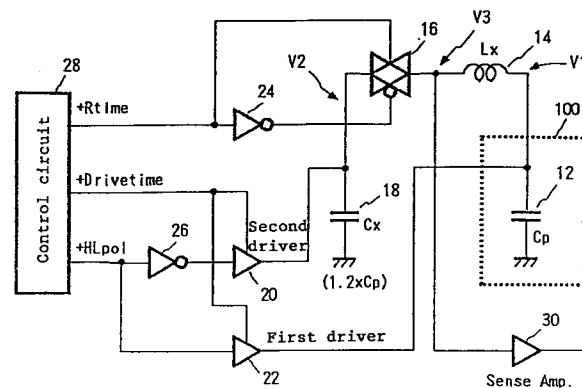 28
Control circuit
+Rtime
+Drivetime
+HLpol
24
26
Second
driver
20
First driver
22
V2
16
V3
Lx
14
V1
100
18
Cx
(1.2xCp)
12
Cp
30
Sense Amp.